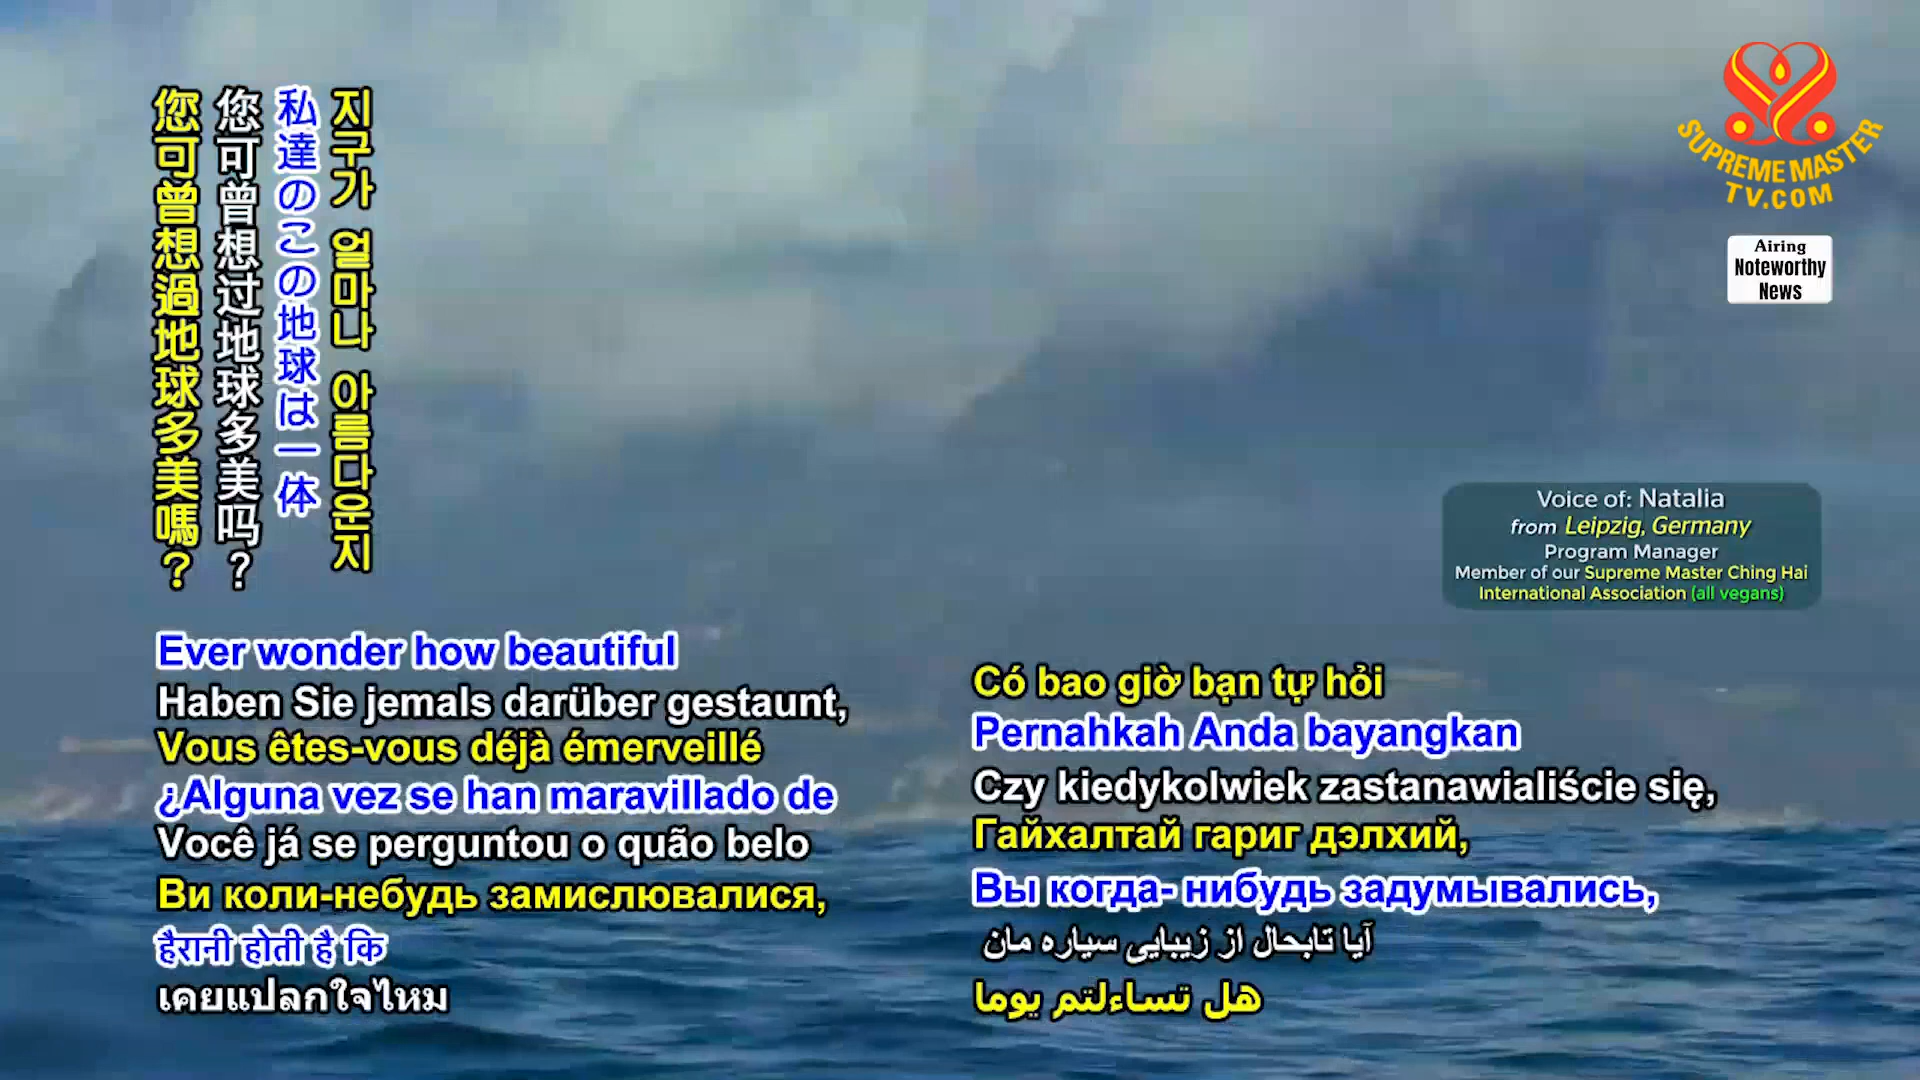 您可曾想過地球多美嗎？
您可曾想过地球多美吗？
私達のこの地球は一体
지구가 얼마나 아름다운지
SUPREME MASTER
TV.COM
Airing
Noteworthy
News
Voice of: Natalia
from Leipzig, Germany
Program Manager
Member of our Supreme Master Ching Hai
International Association (all vegans)
Ever wonder how beautiful
Haben Sie jemals darüber gestaunt,
Vous êtes-vous déjà émerveillé
¿Alguna vez se han maravillado de
Você já se perguntou o quão belo
Ви коли-небудь замислювалися,
हैरानी होती है कि
เคยแปลกใจไหม
Có bao giờ bạn tự hỏi
Pernahkah Anda bayangkan
Czy kiedykolwiek zastanawialiście się,
Гайхалтай гариг дэлхий,
Вы когда- нибудь задумывались,
آیا تابحال از زیبایی سیاره مان
هل تساءلتم يوما